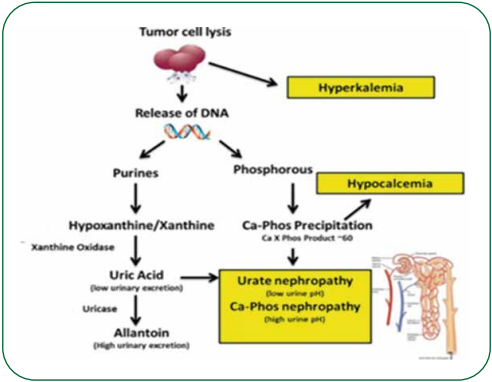 Tumor cell lysis
Hyperkalemia
Release of DNA
Purines
Phosphorous
Hypocalcemia
Hypoxanthine/Xanthine
Ca-Phos Precipitation
Ca X Phos Product ~60
Xanthine Oxidase
Uric Acid
(low urinary excretion)
Urate nephropathy
(low urine pH)
Ca-Phos nephropathy
(high urine pH)
Uricase
Allantoin
(High urinary excretion)